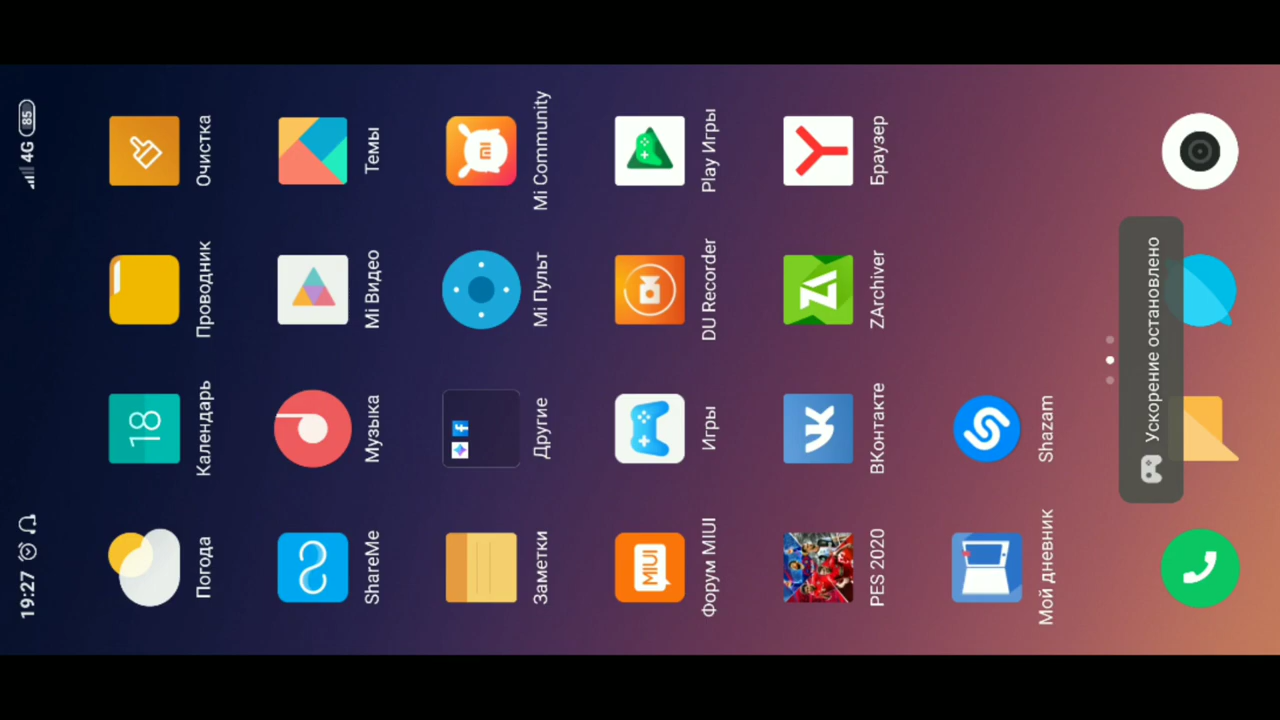 19:27
4G 85
18
Погода
Календарь
Проводник
Очистка
ShareMe
Музыка
Mi Видео
Темы
Заметки
Другие
Mi Пульт
Mi Community
MIUI
Форум MIUI
Игры
DU Recorder
Play Игры
PES 2020
ВКонтакте
ZArchiver
Браузер
Мой дневник
Shazam
Ускорение остановлено